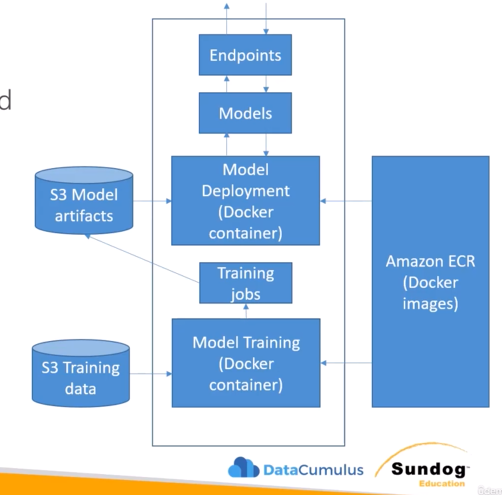 Endpoints
d
Models
Model
Deployment
(Docker
container)
S3 Model
artifacts
Amazon ECR
(Docker
images)
Training
jobs
Model Training
(Docker
container)
S3 Training
data
DataCumulus
Sundog
Education